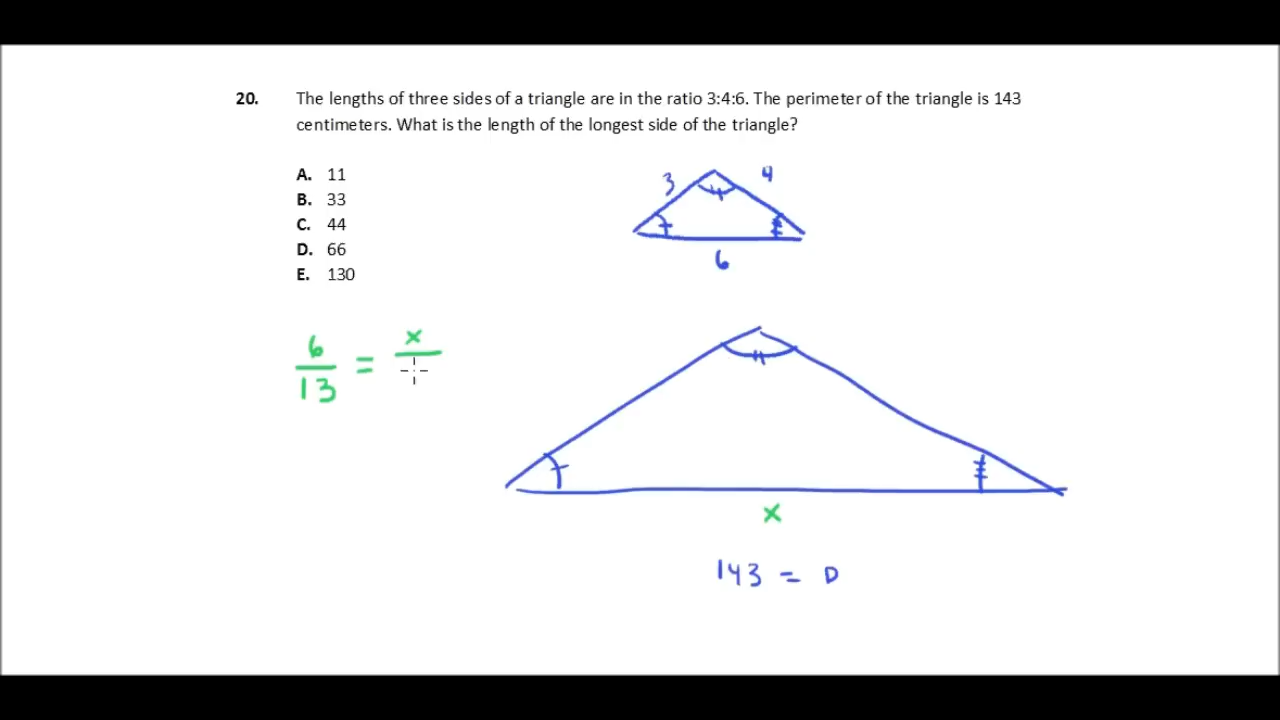 20. The lengths of three sides of a triangle are in the ratio 3:4:6. The perimeter of the triangle is 143
centimeters. What is the length of the longest side of the triangle?
A. 11
B. 33
C. 44
D. 66
E. 130
3
4
6
6/13 = x/
x
143 = p